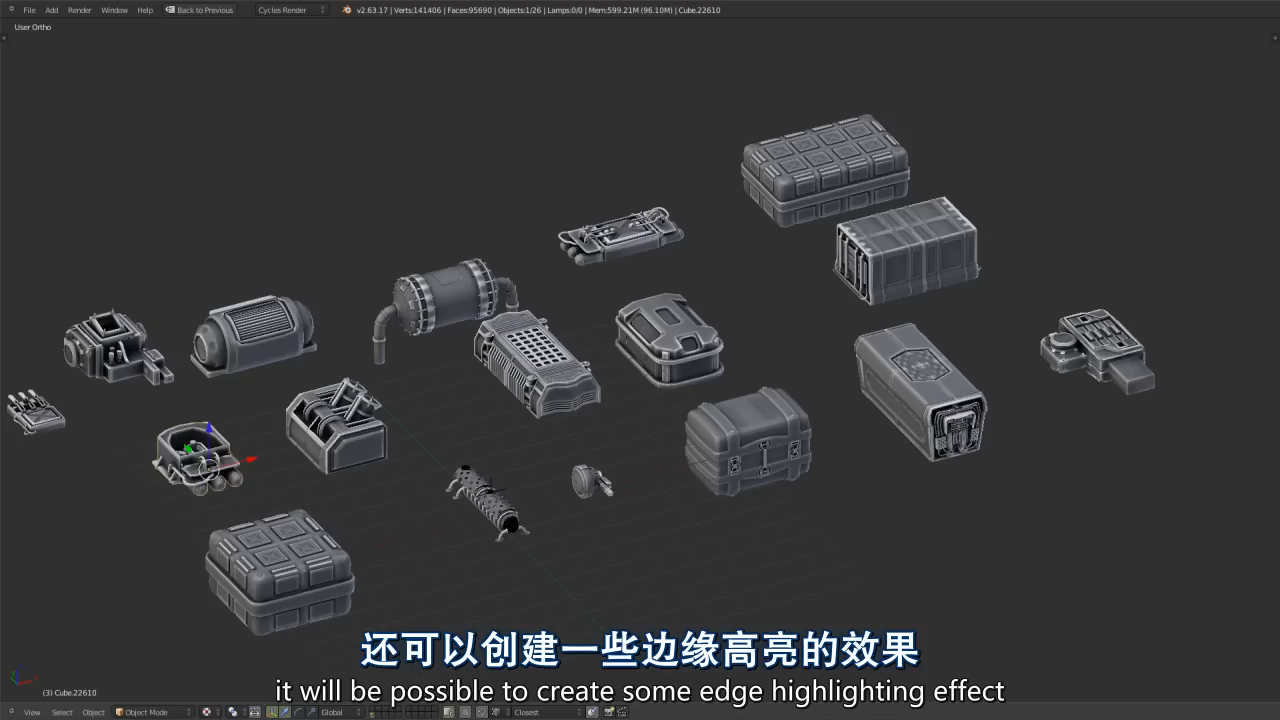 File Add Render Window Help Back to Previous Cycles Render v2.63.17 | Verts:141406 | Faces:95690 | Objects:1/26 | Lamps:0/0 | Mem:599.21M (96.10M) | Cube.22610
User Ortho
还可以创建一些边缘高亮的效果
it will be possible to create some edge highlighting effect
(3) Cube.22610
View Select Object Object Mode Global Closest